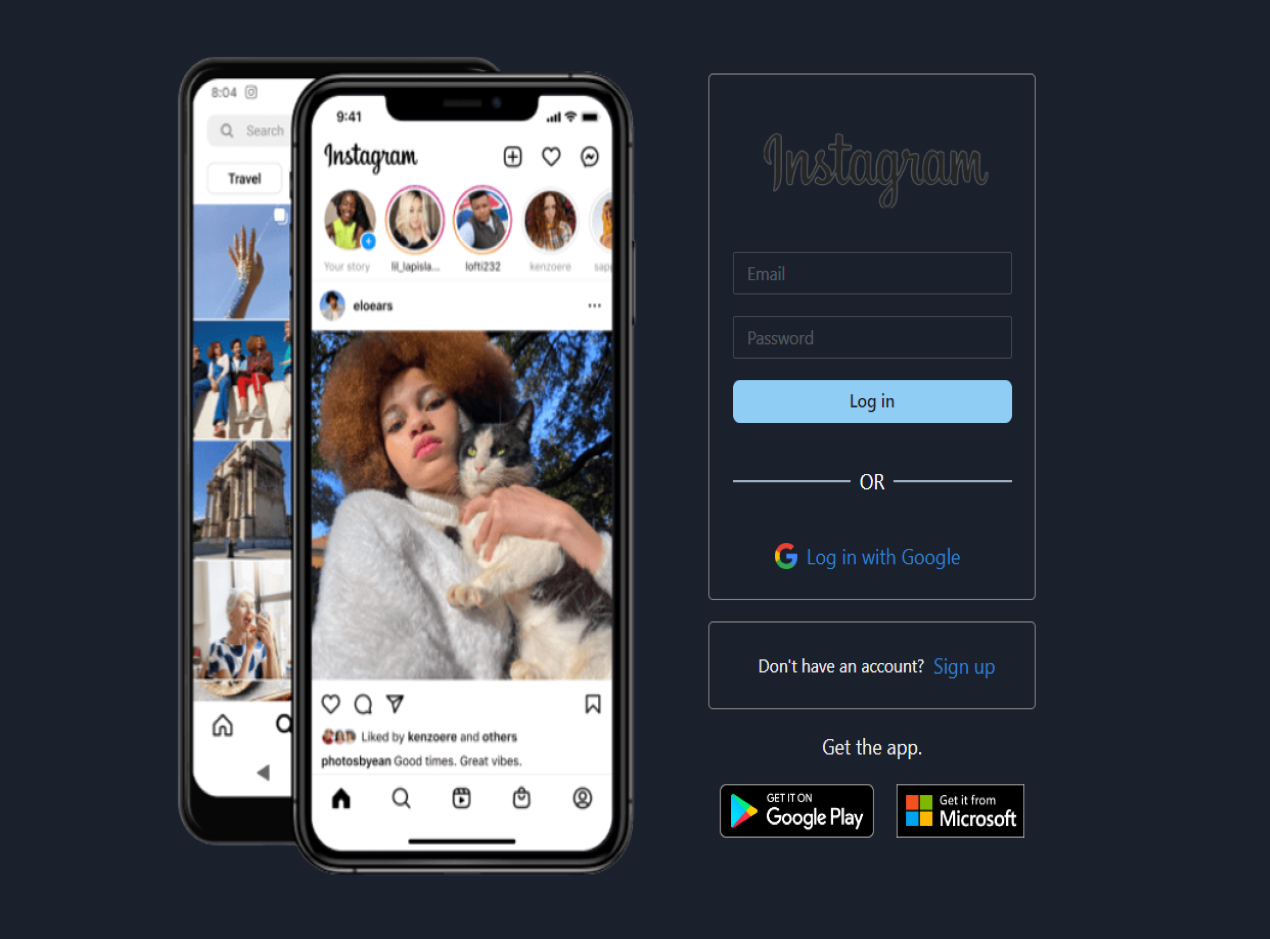 8:04
Search
Travel
9:41
Instagram
Your story
lil_lapisla...
lofti232
kenzoere
sap
eloears
Liked by kenzoere and others
photosbyean Good times. Great vibes.
Instagram
Email
Password
Log in
OR
Log in with Google
Don't have an account? Sign up
Get the app.
GET IT ON
Google Play
Get it from
Microsoft